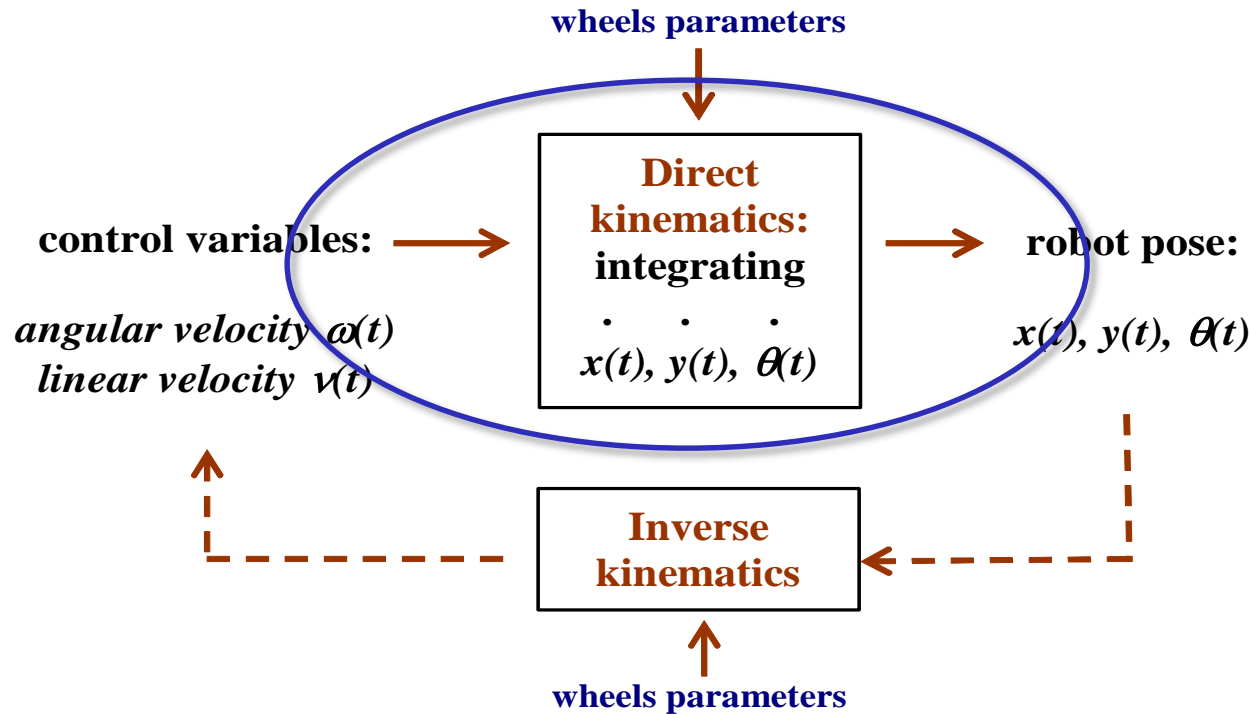 wheels parameters
Direct
kinematics:
integrating
. . .
x(t), y(t), θ(t)
control variables:
angular velocity ω(t)
linear velocity v(t)
robot pose:
x(t), y(t), θ(t)
Inverse
kinematics
wheels parameters